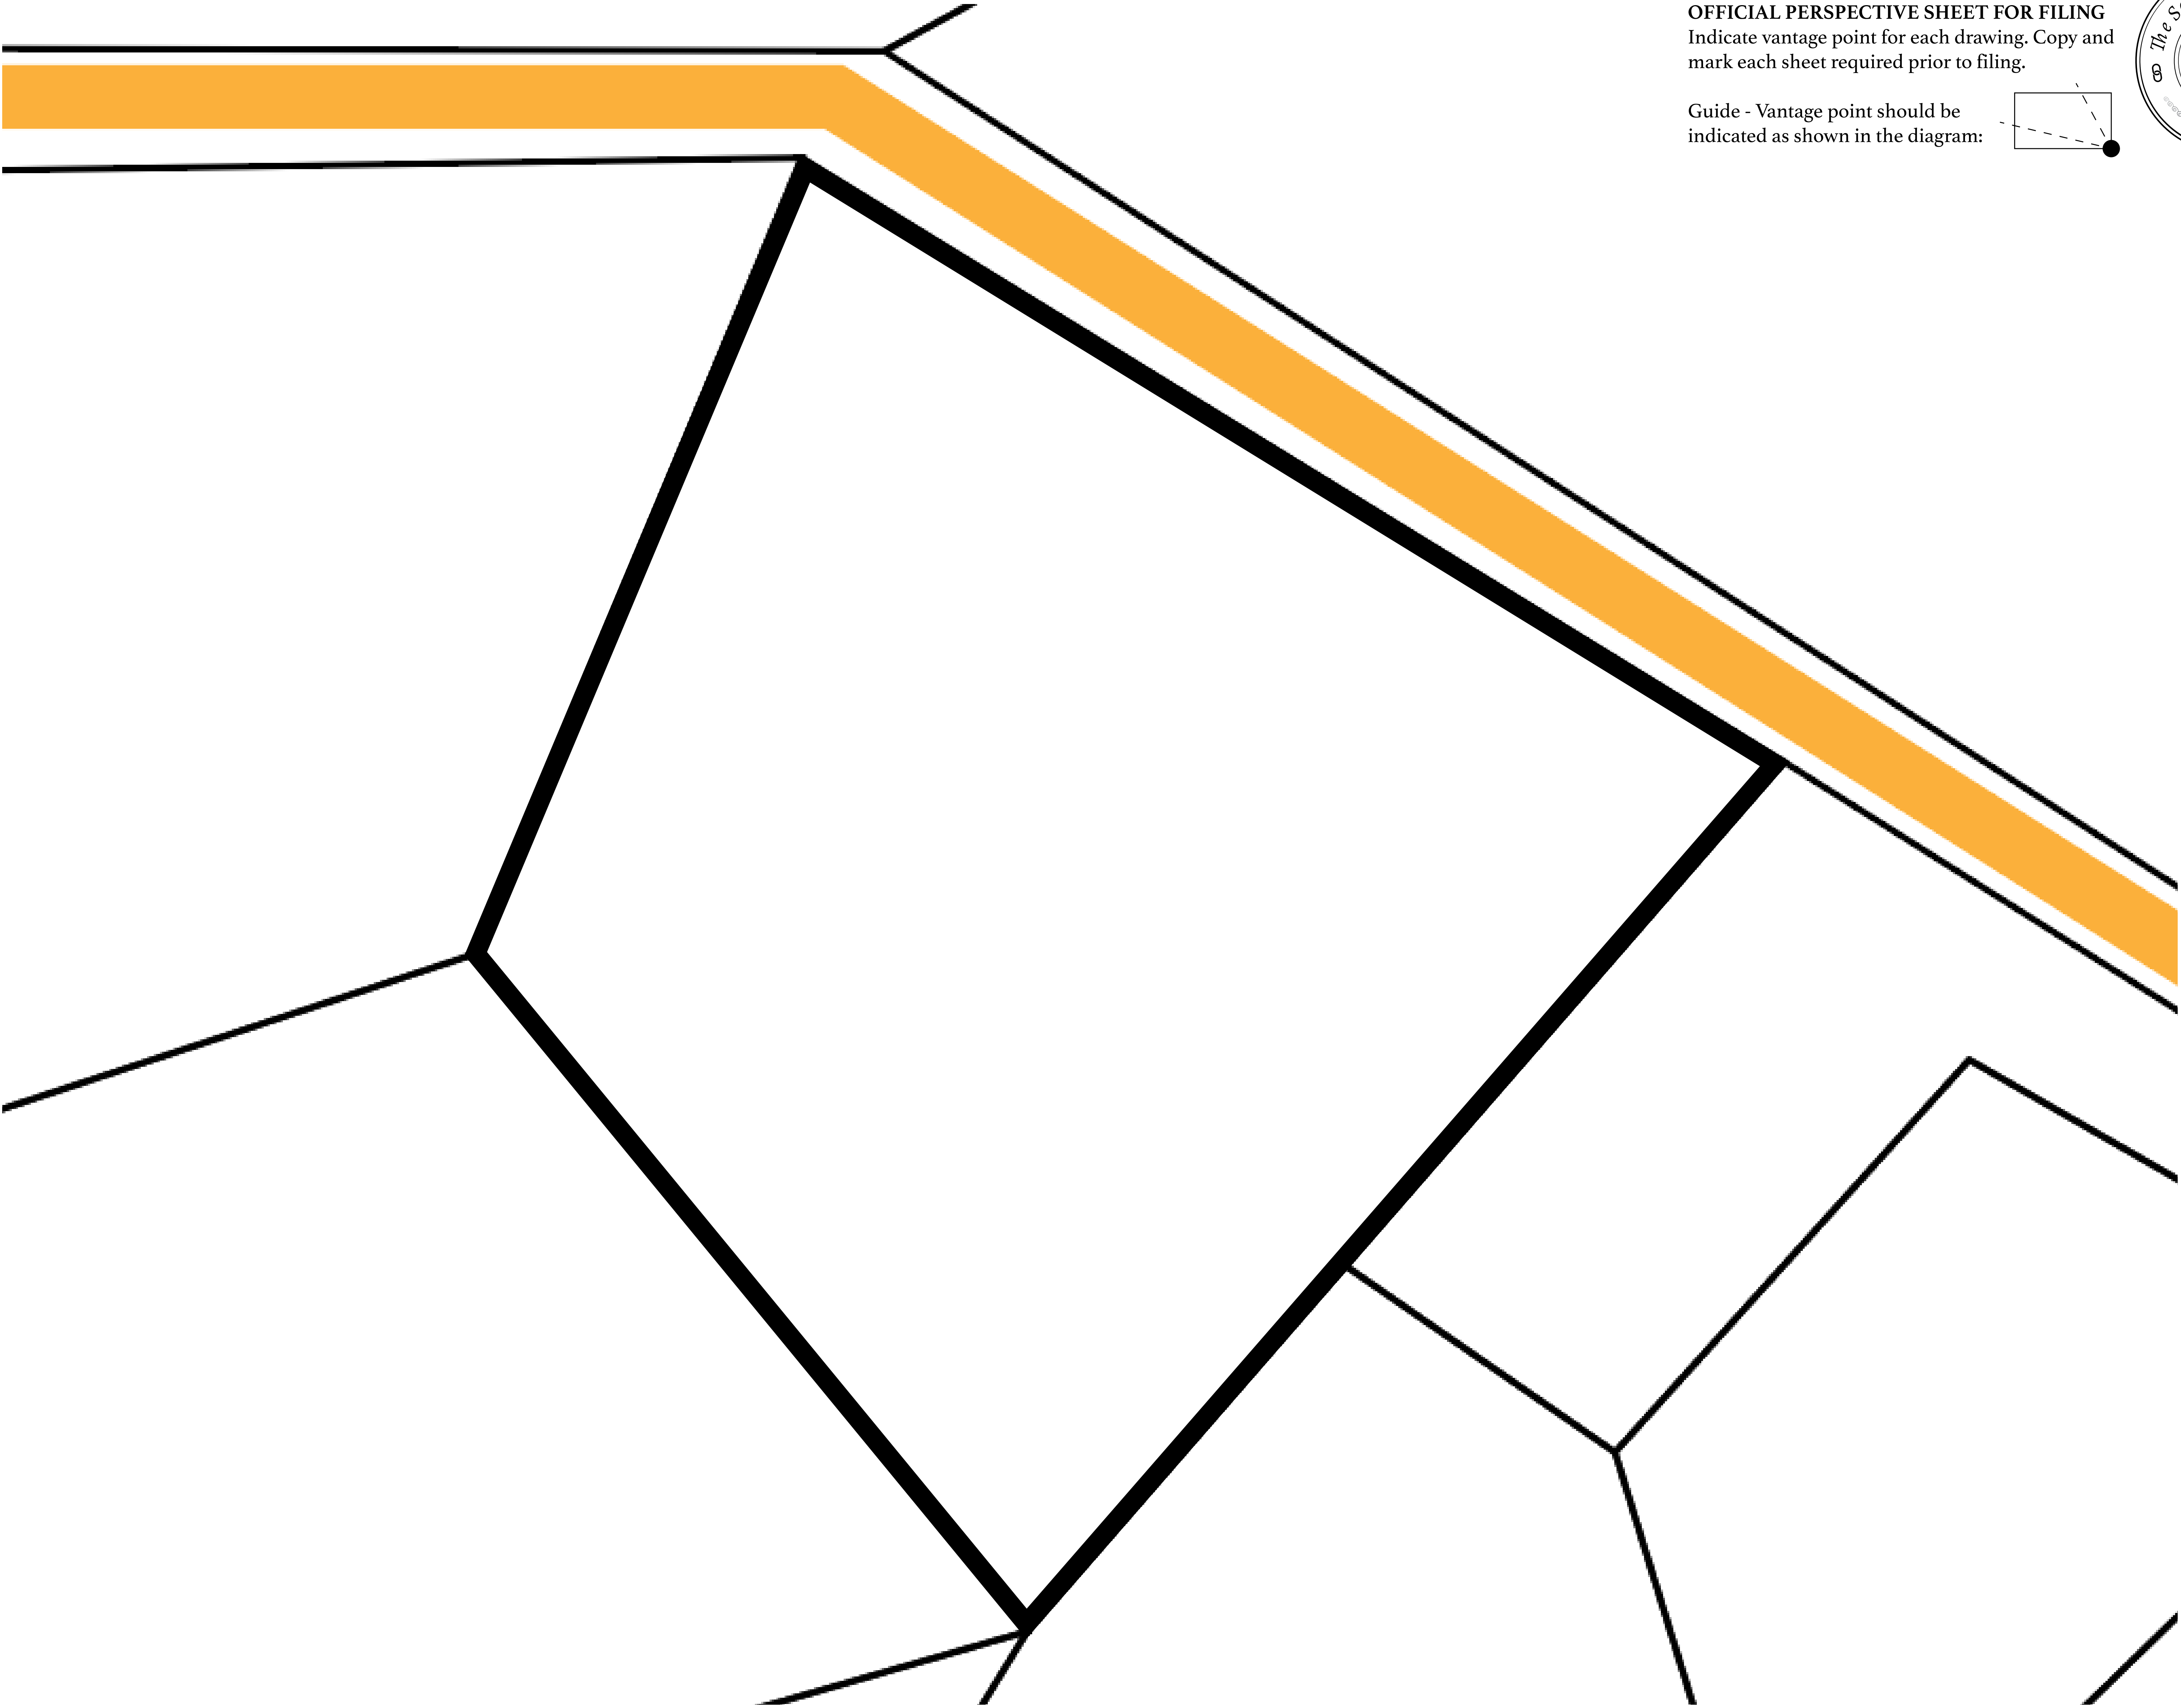 OFFICIAL PERSPECTIVE SHEET FOR FILING
Indicate vantage point for each drawing. Copy and
mark each sheet required prior to filing.
Guide - Vantage point should be
indicated as shown in the diagram:
The